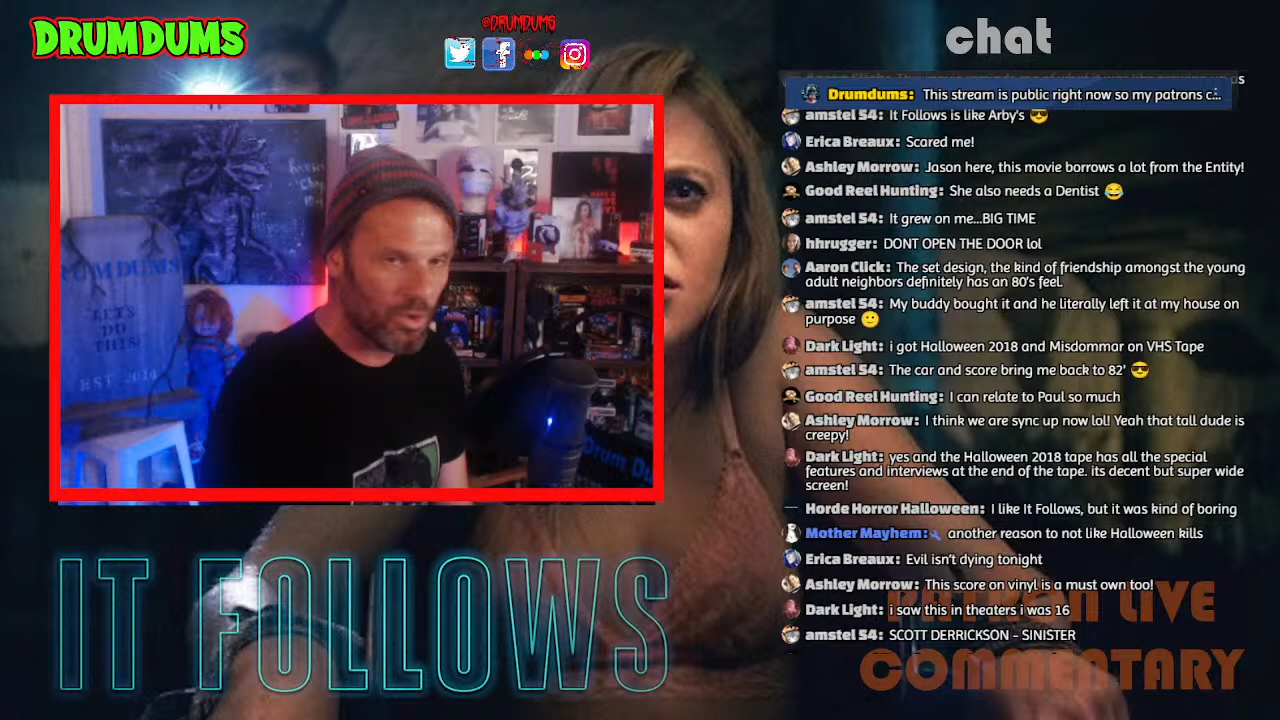 DRUMDUMS
@DRUMDUMS
chat
Drumdums: This stream is public right now so my patrons c...
amstel 54: It Follows is like Arby's 😎
Erica Breaux: Scared me!
Ashley Morrow: Jason here, this movie borrows a lot from the Entity!
Good Reel Hunting: She also needs a Dentist 😂
amstel 54: It grew on me...BIG TIME
hhrugger: DONT OPEN THE DOOR lol
Aaron Click: The set design, the kind of friendship amongst the young
adult neighbors definitely has an 80's feel.
amstel 54: My buddy bought it and he literally left it at my house on
purpose 🙂
Dark Light: i got Halloween 2018 and Misdommar on VHS Tape
amstel 54: The car and score bring me back to 82' 😎
Good Reel Hunting: I can relate to Paul so much
Ashley Morrow: I think we are sync up now lol! Yeah that tall dude is
creepy!
Dark Light: yes and the Halloween 2018 tape has all the special
features and interviews at the end of the tape. its decent but super wide
screen!
Horde Horror Halloween: I like It Follows, but it was kind of boring
Mother Mayhem: another reason to not like Halloween kills
Erica Breaux: Evil isn't dying tonight
Ashley Morrow: This score on vinyl is a must own too!
Dark Light: i saw this in theaters i was 16
amstel 54: SCOTT DERRICKSON - SINISTER
DRUMDUMS
LET'S
DO
THIS!
EST. 2014
Drum Du
IT FOLLOWS
PATREON LIVE
COMMENTARY